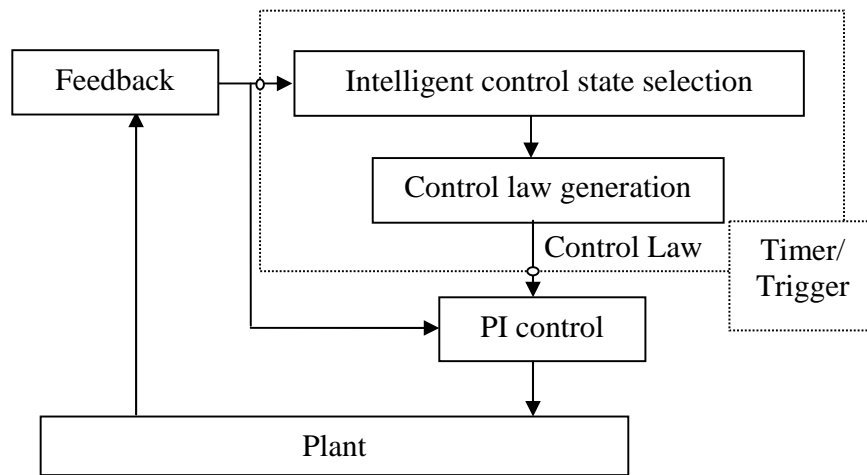 Feedback
Intelligent control state selection
Control law generation
Control Law
Timer/
Trigger
PI control
Plant